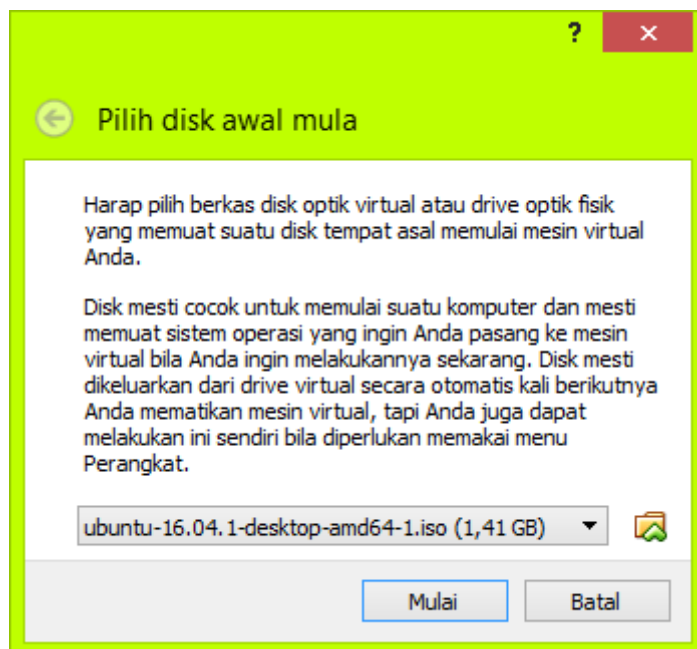 ?
Pilih disk awal mula
Harap pilih berkas disk optik virtual atau drive optik fisik
yang memuat suatu disk tempat asal memulai mesin virtual
Anda.
Disk mesti cocok untuk memulai suatu komputer dan mesti
memuat sistem operasi yang ingin Anda pasang ke mesin
virtual bila Anda ingin melakukannya sekarang. Disk mesti
dikeluarkan dari drive virtual secara otomatis kali berikutnya
Anda mematikan mesin virtual, tapi Anda juga dapat
melakukan ini sendiri bila diperlukan memakai menu
Perangkat.
ubuntu-16.04.1-desktop-amd64-1.iso (1,41 GB)
Mulai
Batal